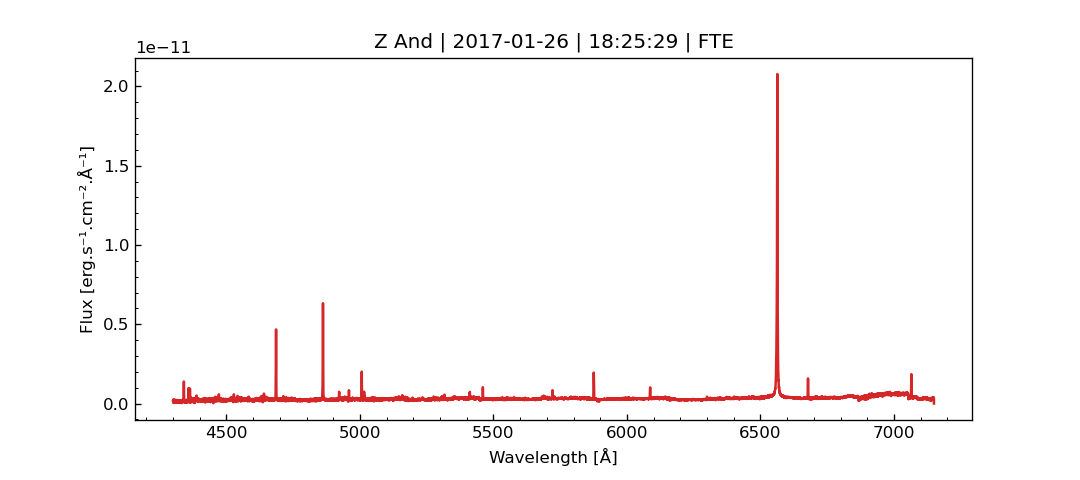 Z And | 2017-01-26 | 18:25:29 | FTE
1e−11
2.0
1.5
1.0
0.5
0.0
Flux [erg.s⁻¹.cm⁻².Å⁻¹]
4500 5000 5500 6000 6500 7000
Wavelength [Å]